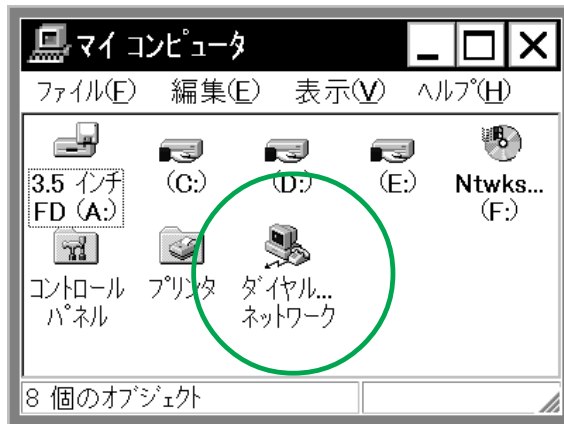 マイ コンピュータ
ファイル(F) 編集(E) 表示(V) ヘルプ(H)
3.5 インチ FD (A:)
(C:)
(D:)
(E:)
Ntwks... (F:)
コントロール パネル
プリンタ
ダイヤル... ネットワーク
8 個のオブジェクト